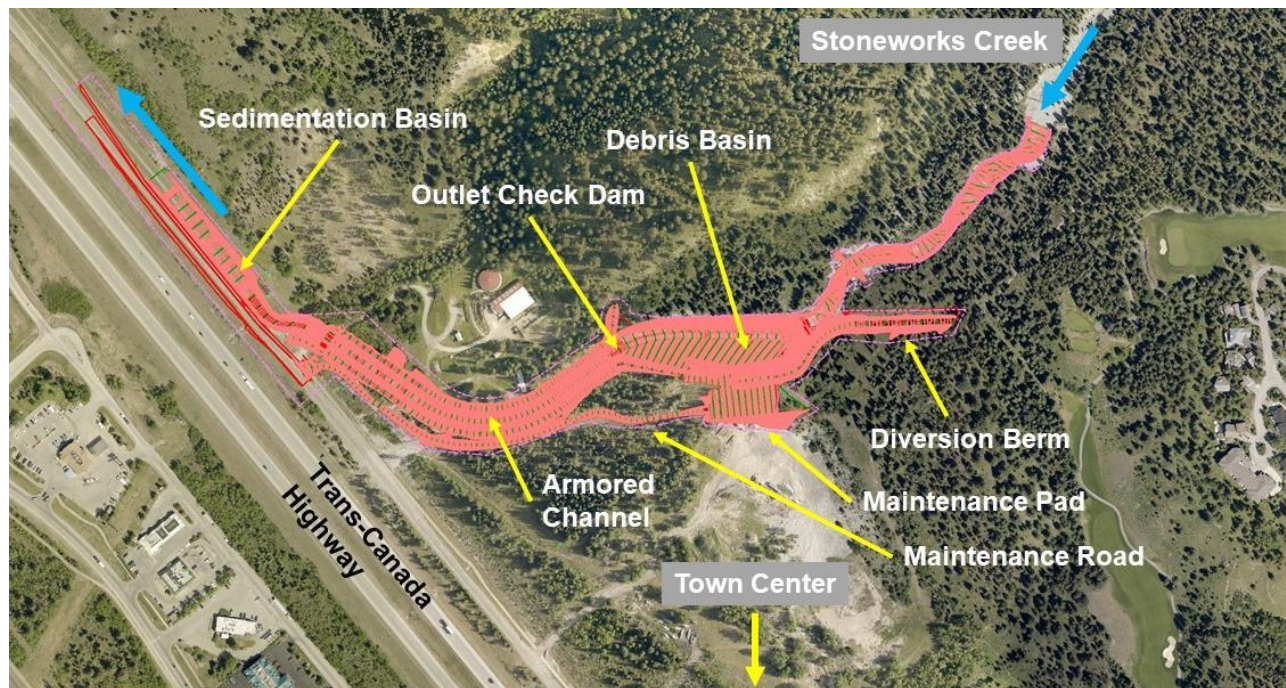 Stoneworks Creek
Sedimentation Basin
Debris Basin
Outlet Check Dam
Diversion Berm
Armored
Channel
Maintenance Pad
Trans-Canada
Highway
Maintenance Road
Town Center